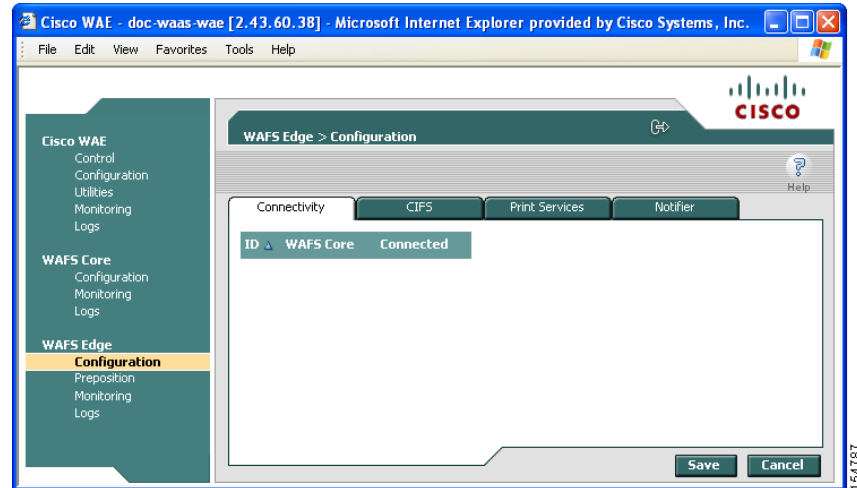 Cisco WAE - doc-waas-wae [2.43.60.38] - Microsoft Internet Explorer provided by Cisco Systems, Inc.
File Edit View Favorites Tools Help
CISCO
WAFS Edge > Configuration
Help
Cisco WAE
Control
Configuration
Utilities
Monitoring
Logs
WAFS Core
Configuration
Monitoring
Logs
WAFS Edge
Configuration
Preposition
Monitoring
Logs
Connectivity CIFS Print Services Notifier
ID WAFS Core Connected
Save Cancel
154787